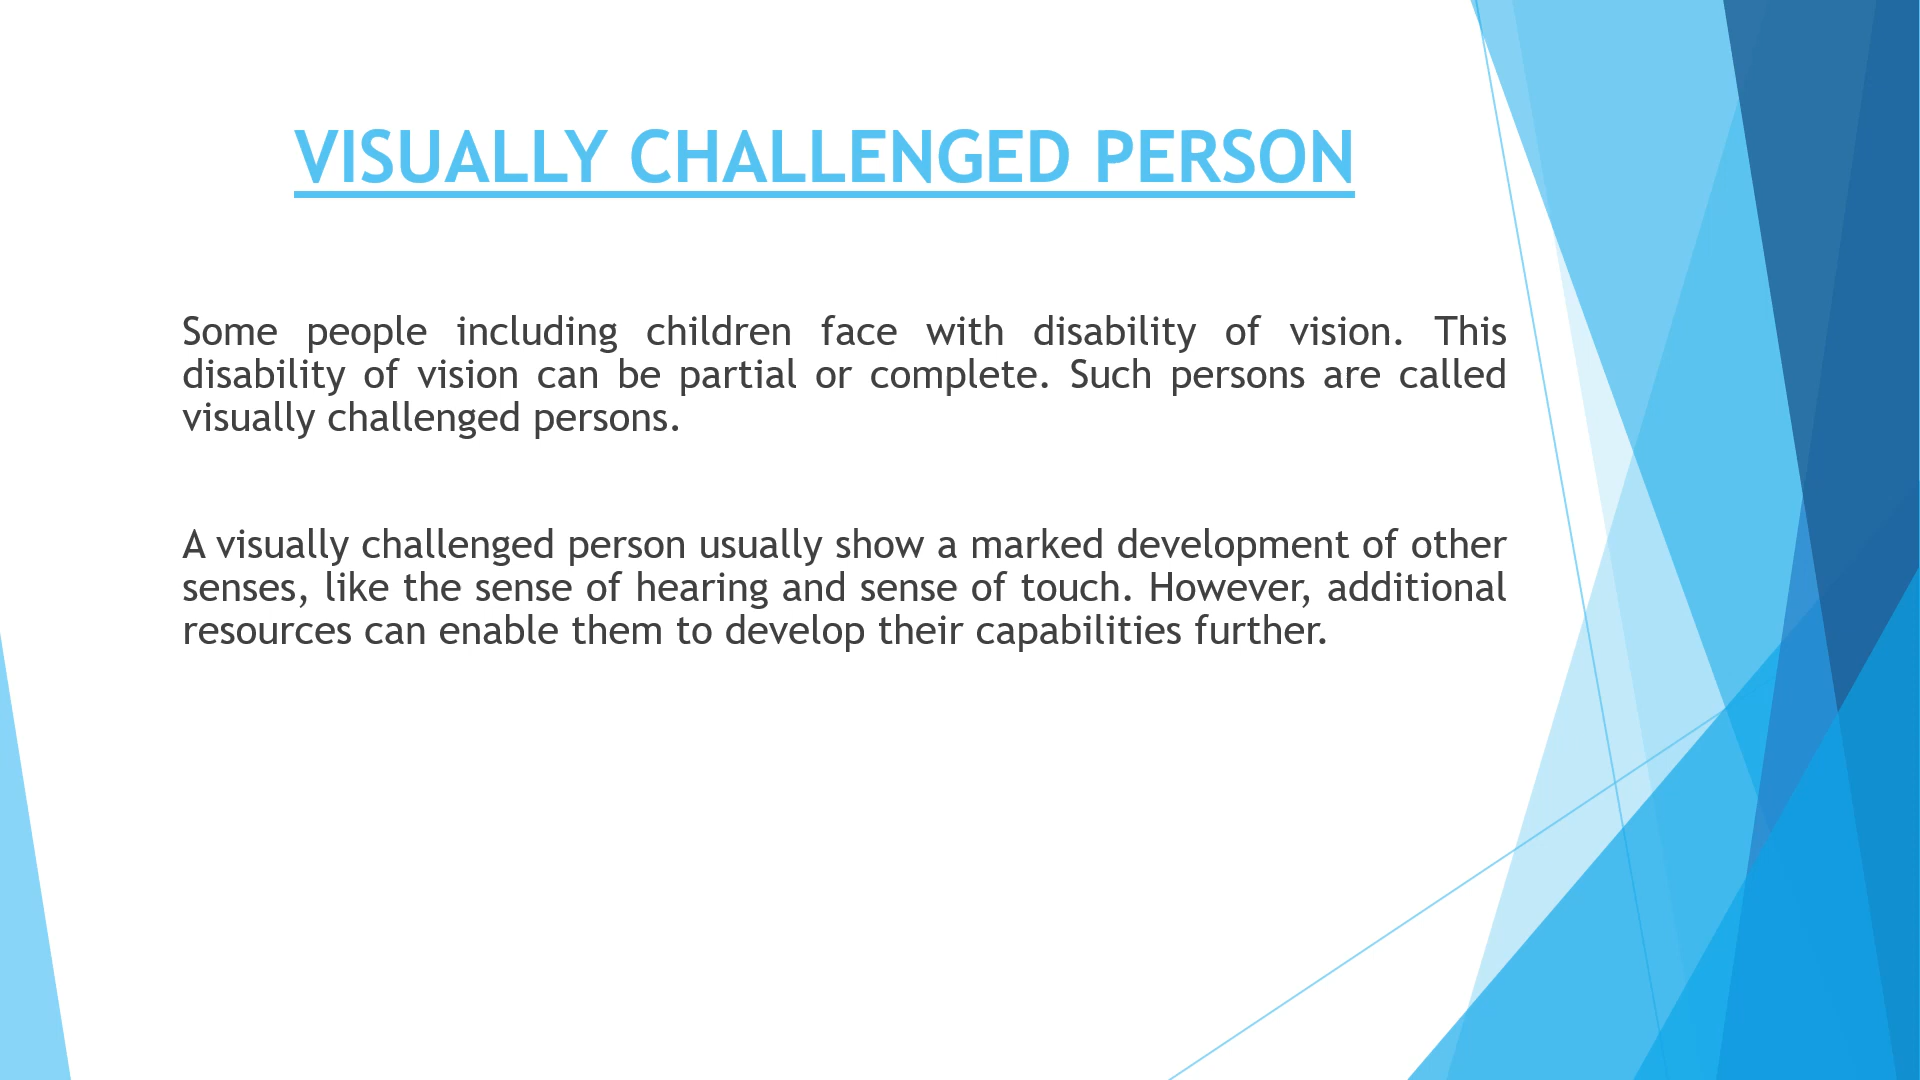 VISUALLY CHALLENGED PERSON
Some people including children face with disability of vision. This
disability of vision can be partial or complete. Such persons are called
visually challenged persons.
A visually challenged person usually show a marked development of other
senses, like the sense of hearing and sense of touch. However, additional
resources can enable them to develop their capabilities further.